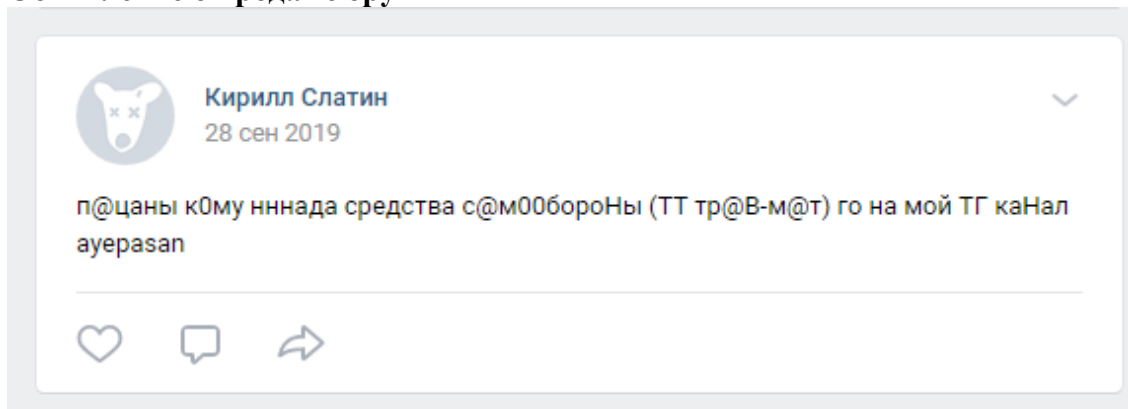 Кирилл Слатин
28 сен 2019
п@цаны к0му нннада средства с@м00бороНы (ТТ тр@В-м@т) го на мой ТГ каНал
ayepasan